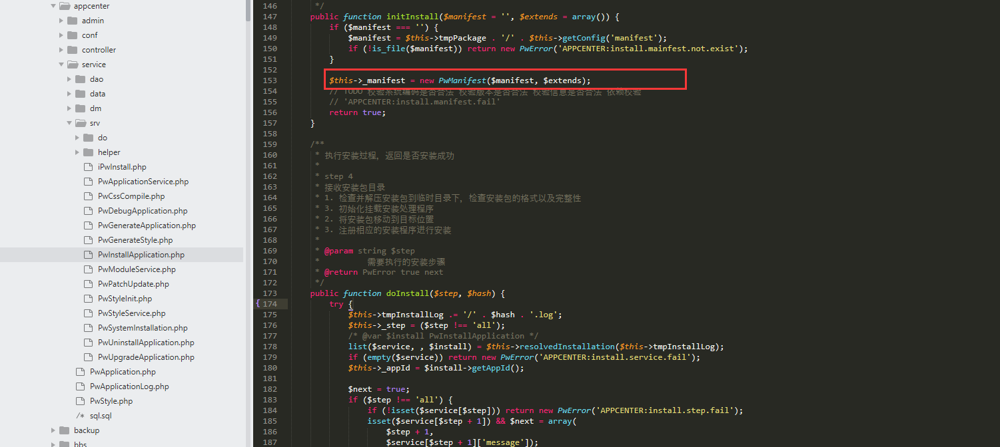 appcenter
admin
conf
controller
service
dao
data
dm
srv
do
helper
iPwInstall.php
PwApplicationService.php
PwCssCompile.php
PwDebugApplication.php
PwGenerateApplication.php
PwGenerateStyle.php
PwInstallApplication.php
PwModuleService.php
PwPatchUpdate.php
PwStyleInit.php
PwStyleService.php
PwSystemInstallation.php
PwUninstallApplication.php
PwUpgradeApplication.php
PwApplication.php
PwApplicationLog.php
PwStyle.php
/* sql.sql
backup
bbs
146 */
147 public function initInstall($manifest = '', $extends = array()) {
148 if ($manifest === '') {
149 $manifest = $this->tmpPackage . '/' . $this->getConfig('manifest');
150 if (!is_file($manifest)) return new PwError('APPCENTER:install.mainfest.not.exist');
151 }
152
153 $this->_manifest = new PwManifest($manifest, $extends);
154 // TODO 校验系统编码是否合法 校验版本是否合法 校验信息是否合法 依赖校验
155 // 'APPCENTER:install.manifest.fail'
156 return true;
157 }
158
159 /**
160 * 执行安装过程, 返回是否安装成功
161 *
162 * step 4
163 * 接收安装包目录
164 * 1. 检查并解压安装包到临时目录下, 检查安装包的格式以及完整性
165 * 3. 初始化挂载安装处理程序
166 * 2. 将安装包移动到目标位置
167 * 3. 注册相应的安装程序进行安装
168 *
169 * @param string $step
170 * 需要执行的安装步骤
171 * @return PwError true next
172 */
173 public function doInstall($step, $hash) {
{ 174 try {
175 $this->tmpInstallLog .= '/' . $hash . '.log';
176 $this->_step = ($step !== 'all');
177 /* @var $install PwInstallApplication */
178 list($service, , $install) = $this->resolvedInstallation($this->tmpInstallLog);
179 if (empty($service)) return new PwError('APPCENTER:install.service.fail');
180 $this->_appId = $install->getAppId();
181
182 $next = true;
183 if ($step !== 'all') {
184 if (!isset($service[$step])) return new PwError('APPCENTER:install.step.fail');
185 isset($service[$step + 1]) && $next = array(
186 $step + 1,
187 $service[$step + 1]['message']);